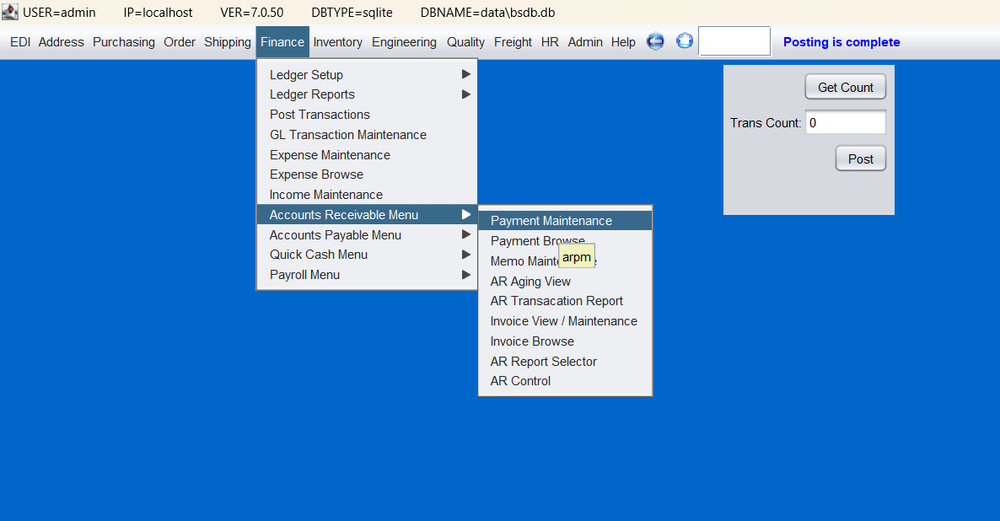 USER=admin IP=localhost VER=7.0.50 DBTYPE=sqlite DBNAME=data\bsdb.db
EDI Address Purchasing Order Shipping Finance Inventory Engineering Quality Freight HR Admin Help Posting is complete
Ledger Setup
Ledger Reports
Post Transactions
GL Transaction Maintenance
Expense Maintenance
Expense Browse
Income Maintenance
Accounts Receivable Menu
Accounts Payable Menu
Quick Cash Menu
Payroll Menu
Payment Maintenance
Payment Browse
Memo
arpm
AR Aging View
AR Transacation Report
Invoice View / Maintenance
Invoice Browse
AR Report Selector
AR Control
Get Count
Trans Count: 0
Post